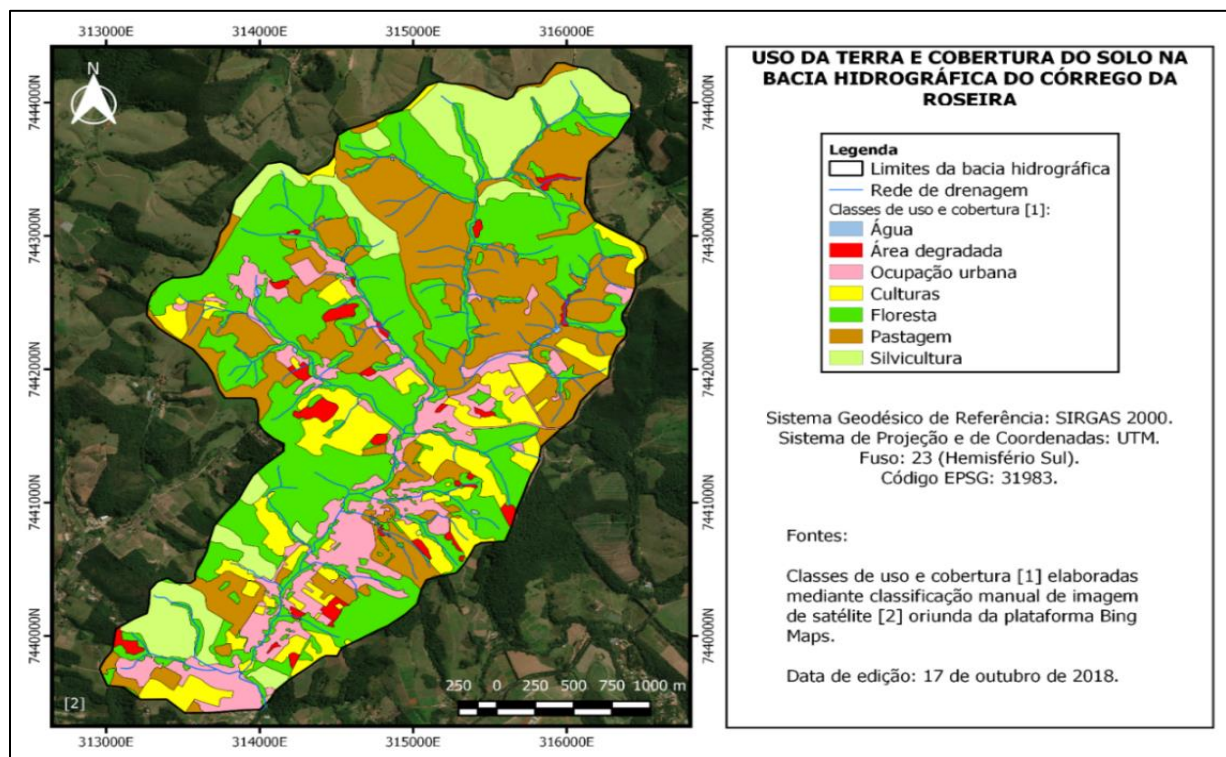 313000E 314000E 315000E 316000E
N
7444000N 7444000N
7443000N 7443000N
7442000N 7442000N
7441000N 7441000N
7440000N 7440000N
250 0 250 500 750 1000 m
[2]
313000E 314000E 315000E 316000E
USO DA TERRA E COBERTURA DO SOLO NA
BACIA HIDROGRÁFICA DO CÓRREGO DA
ROSEIRA
Legenda
Limites da bacia hidrográfica
Rede de drenagem
Classes de uso e cobertura [1]:
Água
Área degradada
Ocupação urbana
Culturas
Floresta
Pastagem
Silvicultura
Sistema Geodésico de Referência: SIRGAS 2000.
Sistema de Projeção e de Coordenadas: UTM.
Fuso: 23 (Hemisfério Sul).
Código EPSG: 31983.
Fontes:
Classes de uso e cobertura [1] elaboradas
mediante classificação manual de imagem
de satélite [2] oriunda da plataforma Bing
Maps.
Data de edição: 17 de outubro de 2018.